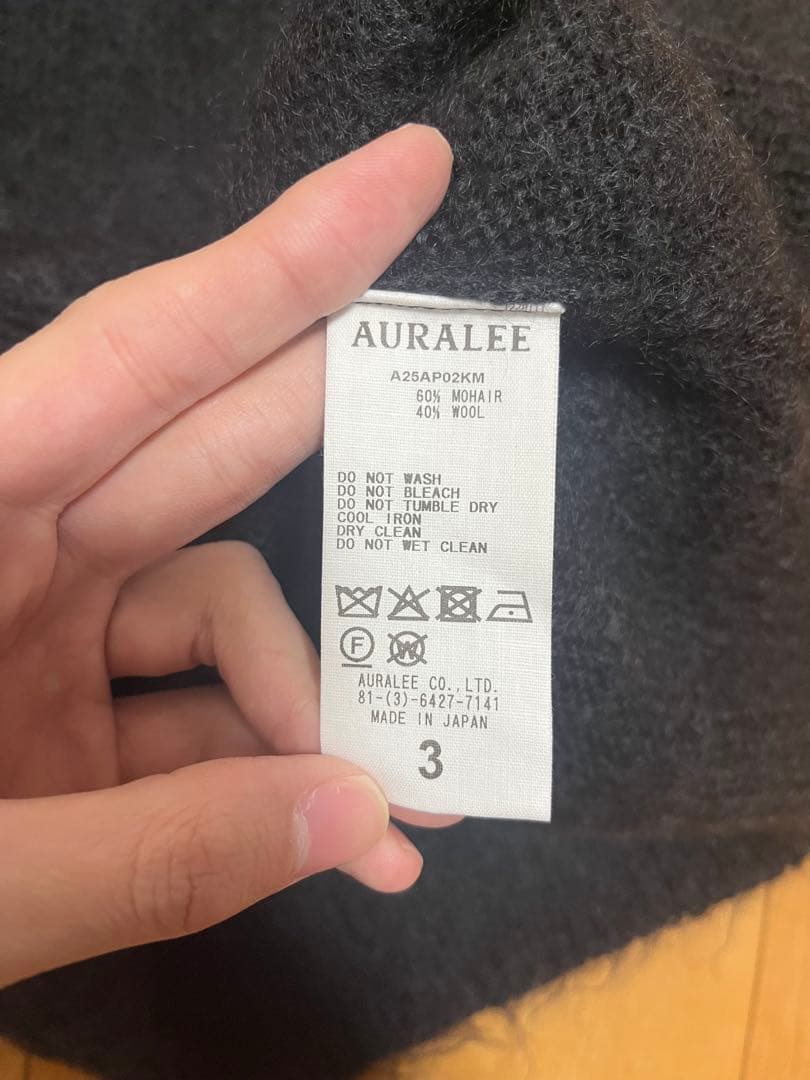 AURALEE
A25AP02KM
60% MOHAIR
40% WOOL
DO NOT WASH
DO NOT BLEACH
DO NOT TUMBLE DRY
COOL IRON
DRY CLEAN
DO NOT WET CLEAN
F W
AURALEE CO.,LTD.
81-(3)-6427-7141
MADE IN JAPAN
3